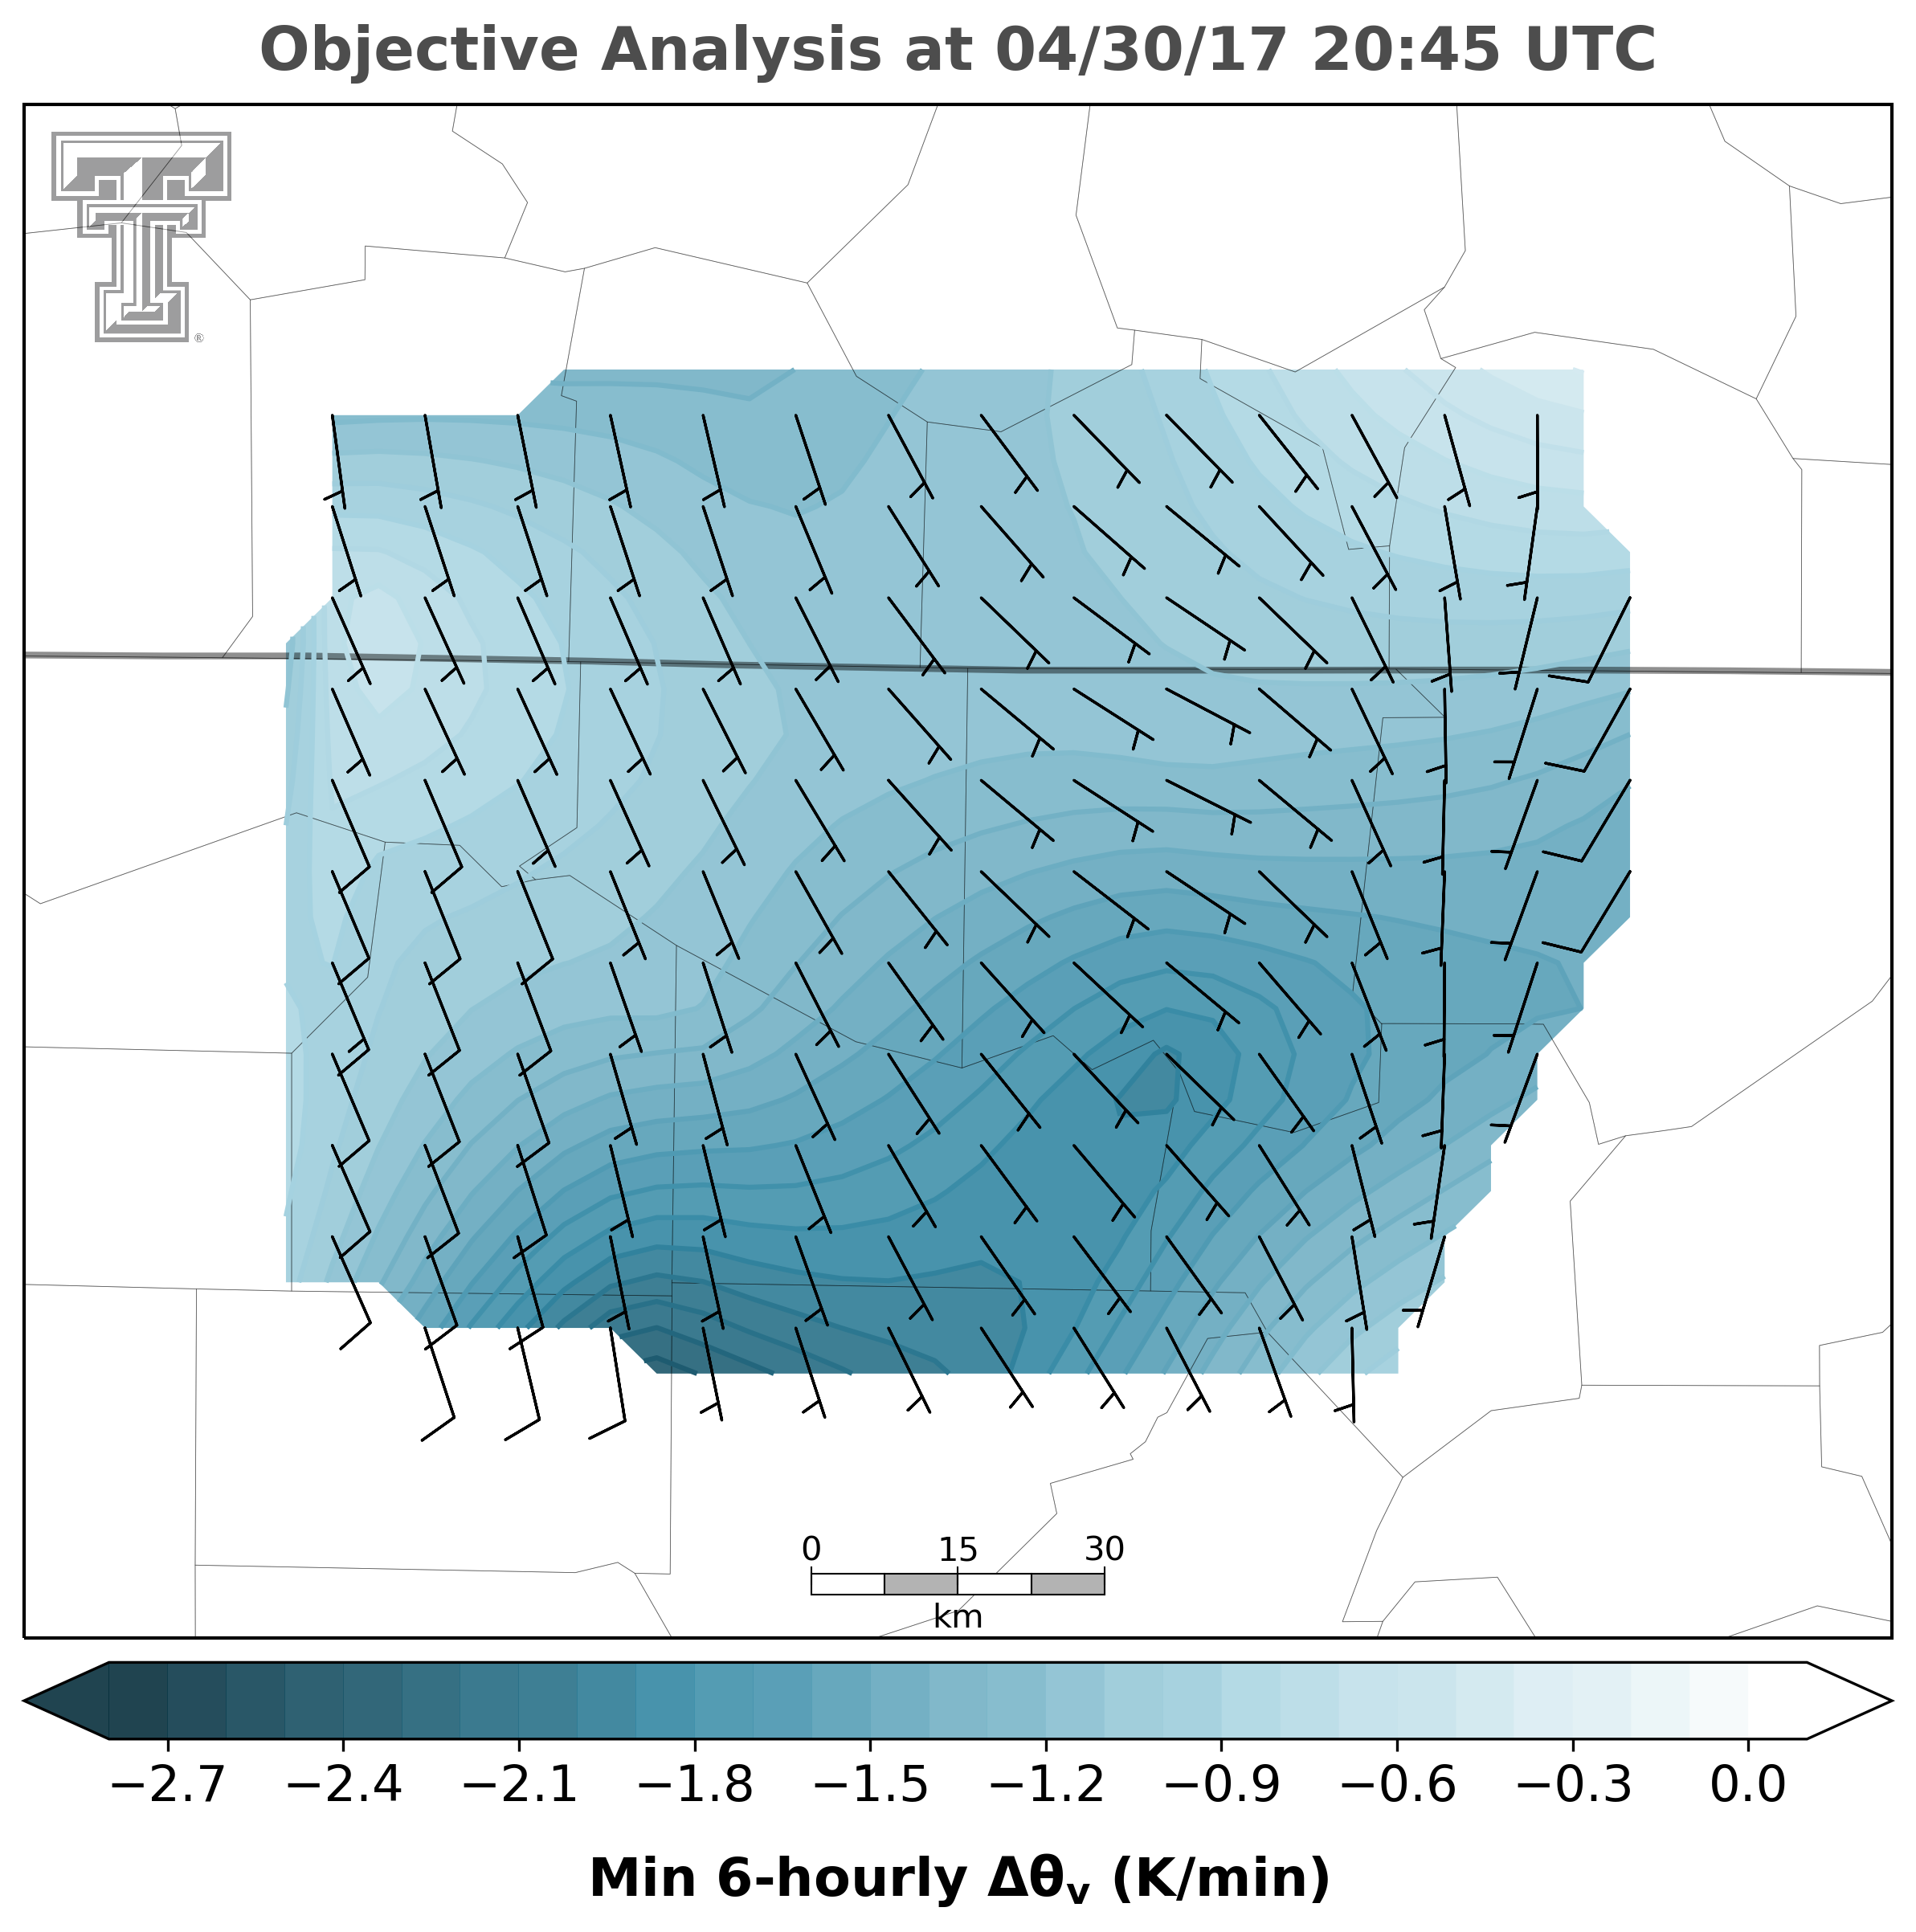 Objective Analysis at 04/30/17 20:45 UTC
®
0 15 30
km
−2.7 −2.4 −2.1 −1.8 −1.5 −1.2 −0.9 −0.6 −0.3 0.0
Min 6-hourly Δθv (K/min)